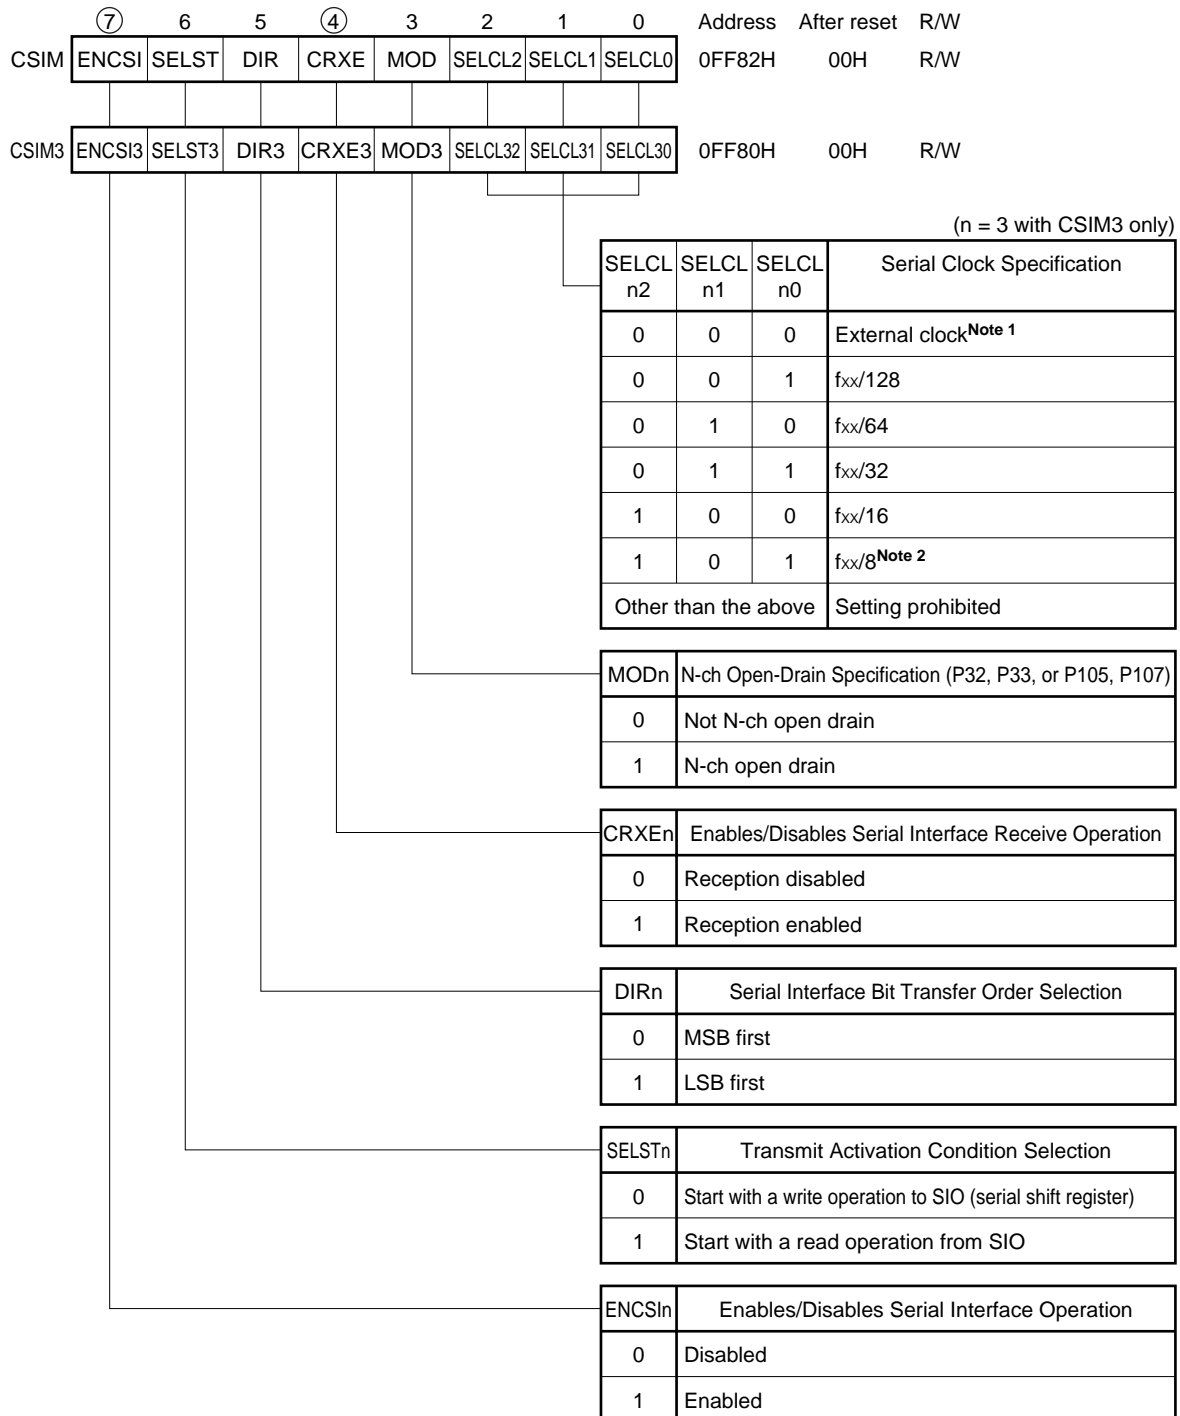 ⑦ 6 5 ④ 3 2 1 0 Address After reset R/W
CSIM ENCSI SELST DIR CRXE MOD SELCL2 SELCL1 SELCL0 0FF82H 00H R/W
CSIM3 ENCSI3 SELST3 DIR3 CRXE3 MOD3 SELCL32 SELCL31 SELCL30 0FF80H 00H R/W
(n = 3 with CSIM3 only)
SELCL n2 SELCL n1 SELCL n0 Serial Clock Specification
0 0 0 External clock Note 1
0 0 1 fxx/128
0 1 0 fxx/64
0 1 1 fxx/32
1 0 0 fxx/16
1 0 1 fxx/8 Note 2
Other than the above Setting prohibited
MODn N-ch Open-Drain Specification (P32, P33, or P105, P107)
0 Not N-ch open drain
1 N-ch open drain
CRXEn Enables/Disables Serial Interface Receive Operation
0 Reception disabled
1 Reception enabled
DIRn Serial Interface Bit Transfer Order Selection
0 MSB first
1 LSB first
SELSTn Transmit Activation Condition Selection
0 Start with a write operation to SIO (serial shift register)
1 Start with a read operation from SIO
ENCSIn Enables/Disables Serial Interface Operation
0 Disabled
1 Enabled